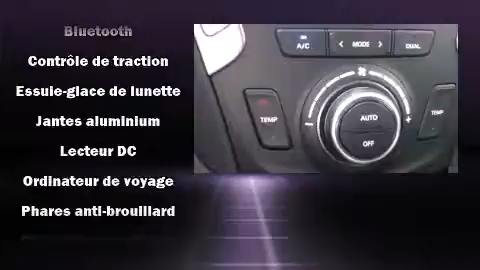 Bluetooth
Contrôle de traction
Essuie-glace de lunette
Jantes aluminium
Lecteur DC
Ordinateur de voyage
Phares anti-brouillard
A/C
MODE
DUAL
TEMP
AUTO
OFF
TEMP